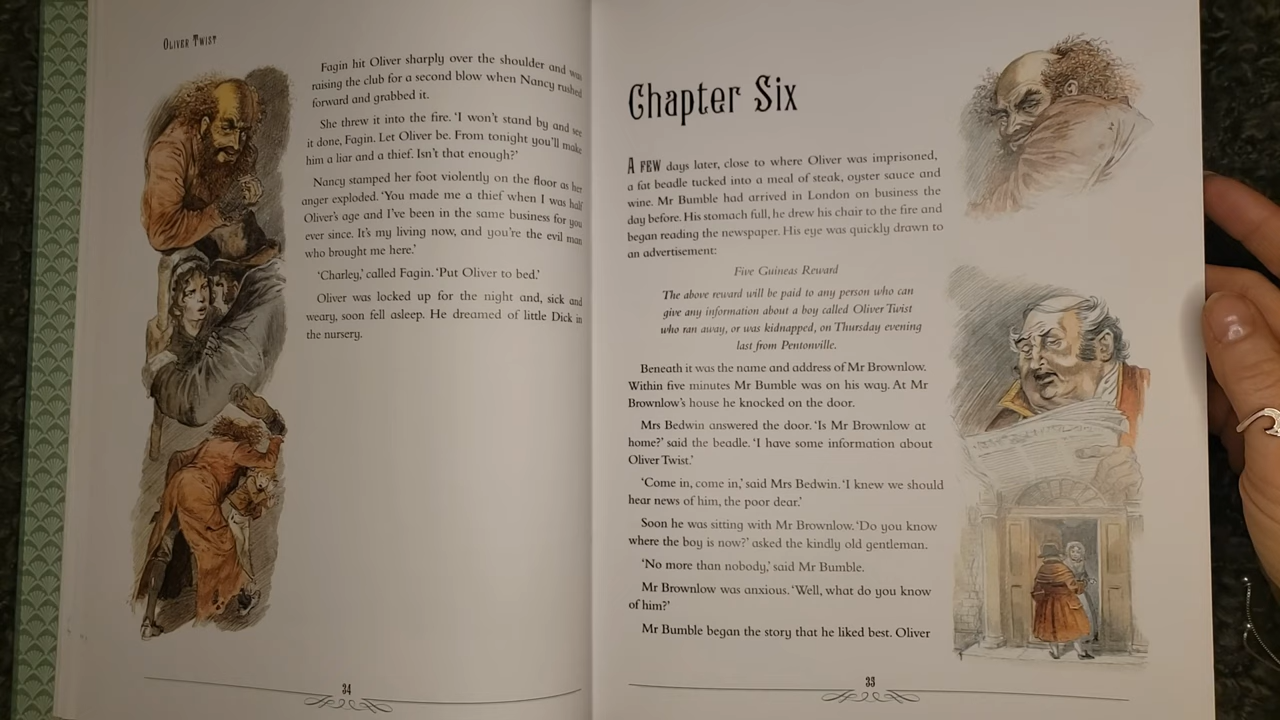 OLIVER TWIST
Fagin hit Oliver sharply over the shoulder and was
raising the club for a second blow when Nancy rushed
forward and grabbed it.
She threw it into the fire. ‘I won’t stand by and see
it done, Fagin. Let Oliver be. From tonight you’ll make
him a liar and a thief. Isn’t that enough?’
Nancy stamped her foot violently on the floor as her
anger exploded. ‘You made me a thief when I was half
Oliver’s age and I’ve been in the same business for you
ever since. It’s my living now, and you’re the evil man
who brought me here.’
‘Charley,’ called Fagin. ‘Put Oliver to bed.’
Oliver was locked up for the night and, sick and
weary, soon fell asleep. He dreamed of little Dick in
the nursery.
34
Chapter Six
A FEW days later, close to where Oliver was imprisoned,
a fat beadle tucked into a meal of steak, oyster sauce and
wine. Mr Bumble had arrived in London on business the
day before. His stomach full, he drew his chair to the fire and
began reading the newspaper. His eye was quickly drawn to
an advertisement:
Five Guineas Reward
The above reward will be paid to any person who can
give any information about a boy called Oliver Twist
who ran away, or was kidnapped, on Thursday evening
last from Pentonville.
Beneath it was the name and address of Mr Brownlow.
Within five minutes Mr Bumble was on his way. At Mr
Brownlow’s house he knocked on the door.
Mrs Bedwin answered the door. ‘Is Mr Brownlow at
home?’ said the beadle. ‘I have some information about
Oliver Twist.’
‘Come in, come in,’ said Mrs Bedwin. ‘I knew we should
hear news of him, the poor dear.’
Soon he was sitting with Mr Brownlow. ‘Do you know
where the boy is now?’ asked the kindly old gentleman.
‘No more than nobody,’ said Mr Bumble.
Mr Brownlow was anxious. ‘Well, what do you know
of him?’
Mr Bumble began the story that he liked best. Oliver
33